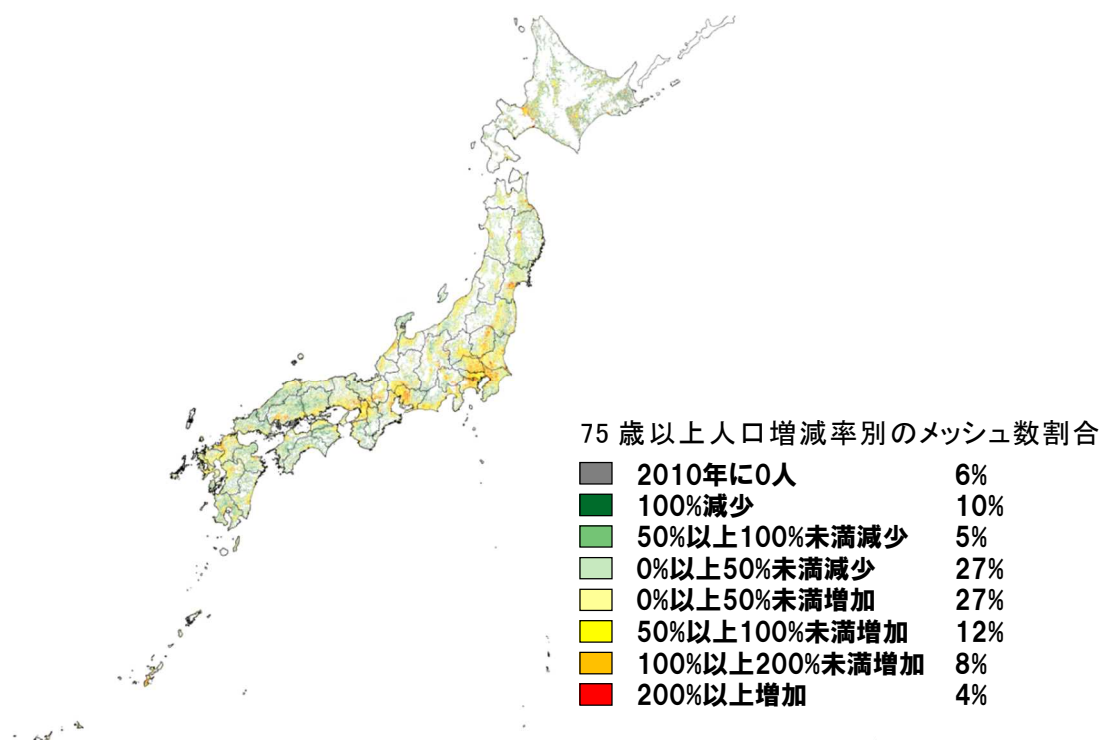 75歳以上人口増減率別のメッシュ数割合
2010年に0人 6%
100%減少 10%
50%以上100%未満減少 5%
0%以上50%未満減少 27%
0%以上50%未満増加 27%
50%以上100%未満増加 12%
100%以上200%未満増加 8%
200%以上増加 4%